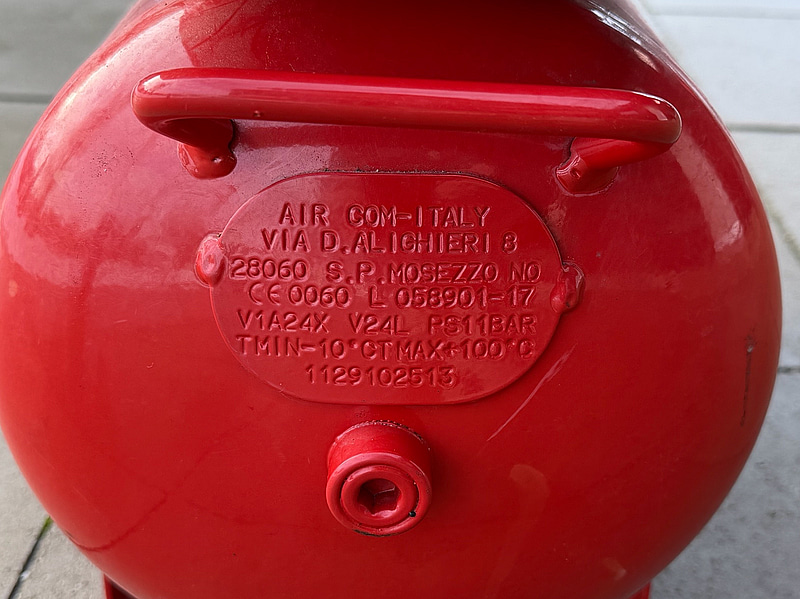 AIR COM-ITALY
VIA D.ALIGHIERI 8
28060 S.P.MOSEZZO NO
CE 0060 L 058901-17
V1A24X V24L PS11BAR
TMIN-10°C TMAX+100°C
1129102513